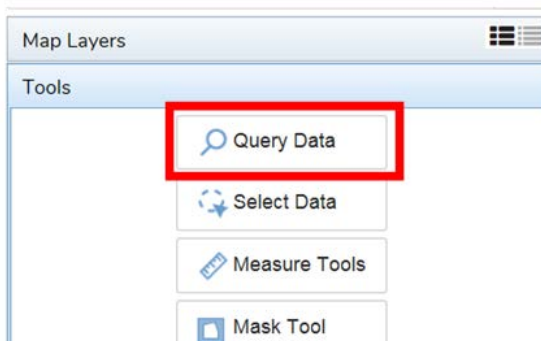 Map Layers
Tools
Query Data
Select Data
Measure Tools
Mask Tool